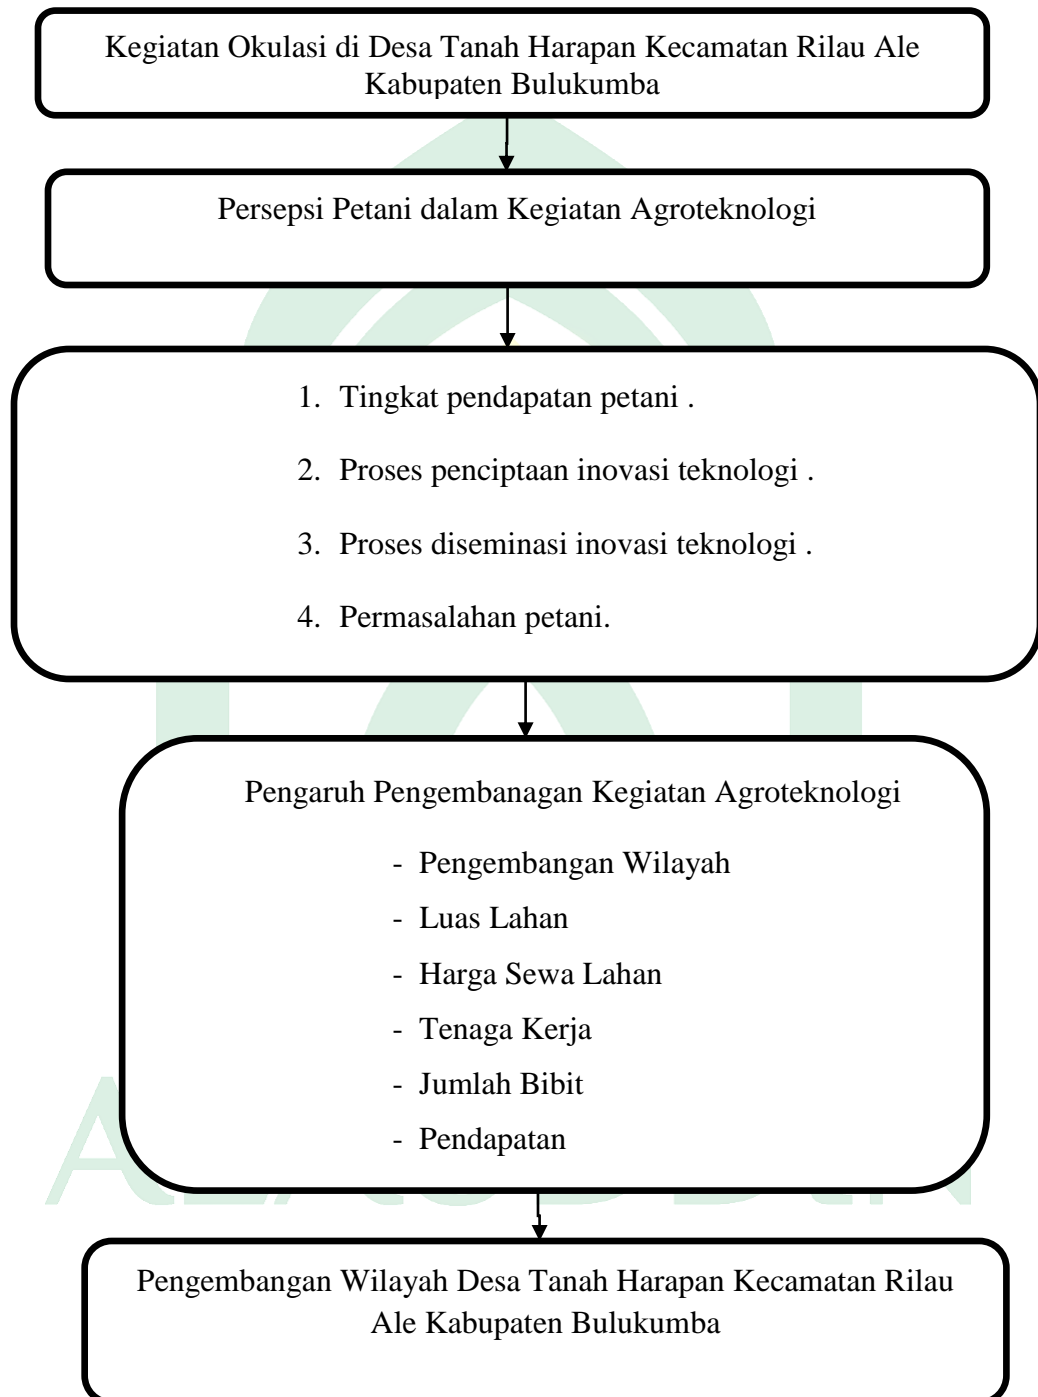 Kegiatan Okulasi di Desa Tanah Harapan Kecamatan Rilau Ale
Kabupaten Bulukumba
Persepsi Petani dalam Kegiatan Agroteknologi
1. Tingkat pendapatan petani .
2. Proses penciptaan inovasi teknologi .
3. Proses diseminasi inovasi teknologi .
4. Permasalahan petani.
Pengaruh Pengembanagan Kegiatan Agroteknologi
- Pengembangan Wilayah
- Luas Lahan
- Harga Sewa Lahan
- Tenaga Kerja
- Jumlah Bibit
- Pendapatan
Pengembangan Wilayah Desa Tanah Harapan Kecamatan Rilau
Ale Kabupaten Bulukumba